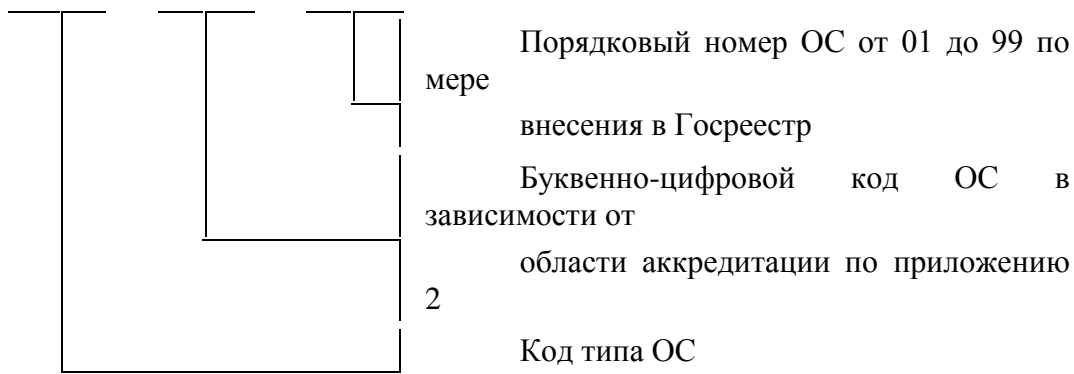 Порядковый номер ОС от 01 до 99 по
мере
внесения в Госреестр
Буквенно-цифровой код ОС в
зависимости от
области аккредитации по приложению
2
Код типа ОС